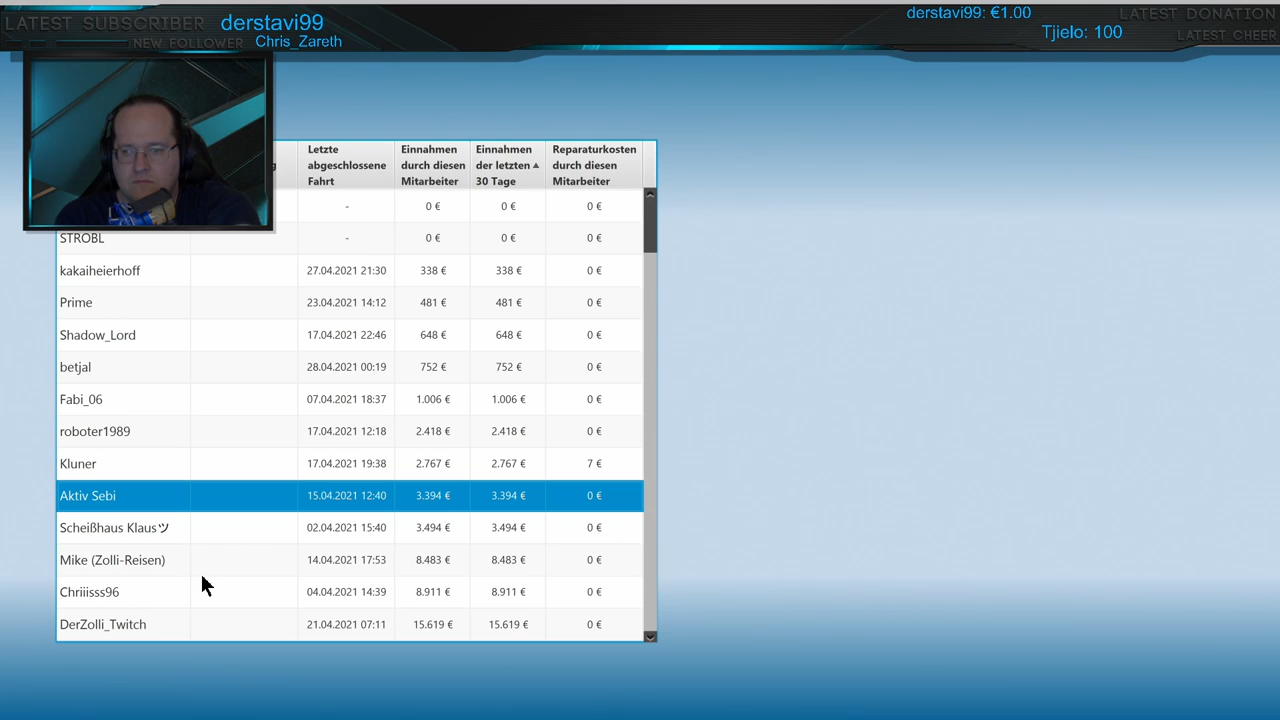 LATEST SUBSCRIBER derstavi99
NEW FOLLOWER Chris_Zareth
derstavi99: €1.00 LATEST DONATION
Tjielo: 100 LATEST CHEER
Letzte abgeschlossene Fahrt
Einnahmen durch diesen Mitarbeiter
Einnahmen der letzten 30 Tage
Reparaturkosten durch diesen Mitarbeiter
- 0 € 0 € 0 €
STROBL - 0 € 0 € 0 €
kakaiheierhoff 27.04.2021 21:30 338 € 338 € 0 €
Prime 23.04.2021 14:12 481 € 481 € 0 €
Shadow_Lord 17.04.2021 22:46 648 € 648 € 0 €
betjal 28.04.2021 00:19 752 € 752 € 0 €
Fabi_06 07.04.2021 18:37 1.006 € 1.006 € 0 €
roboter1989 17.04.2021 12:18 2.418 € 2.418 € 0 €
Kluner 17.04.2021 19:38 2.767 € 2.767 € 7 €
Aktiv Sebi 15.04.2021 12:40 3.394 € 3.394 € 0 €
Scheißhaus Klausツ 02.04.2021 15:40 3.494 € 3.494 € 0 €
Mike (Zolli-Reisen) 14.04.2021 17:53 8.483 € 8.483 € 0 €
Chriiisss96 04.04.2021 14:39 8.911 € 8.911 € 0 €
DerZolli_Twitch 21.04.2021 07:11 15.619 € 15.619 € 0 €